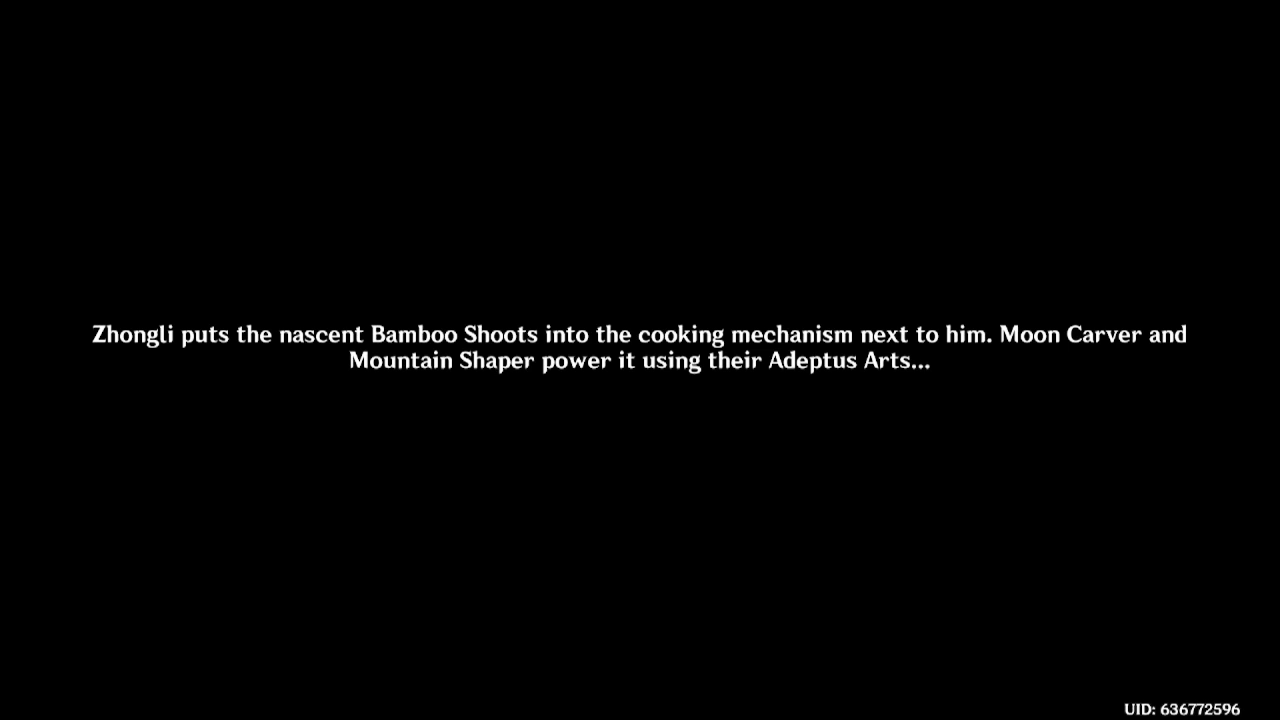 Zhongli puts the nascent Bamboo Shoots into the cooking mechanism next to him. Moon Carver and
Mountain Shaper power it using their Adeptus Arts...
UID: 636772596